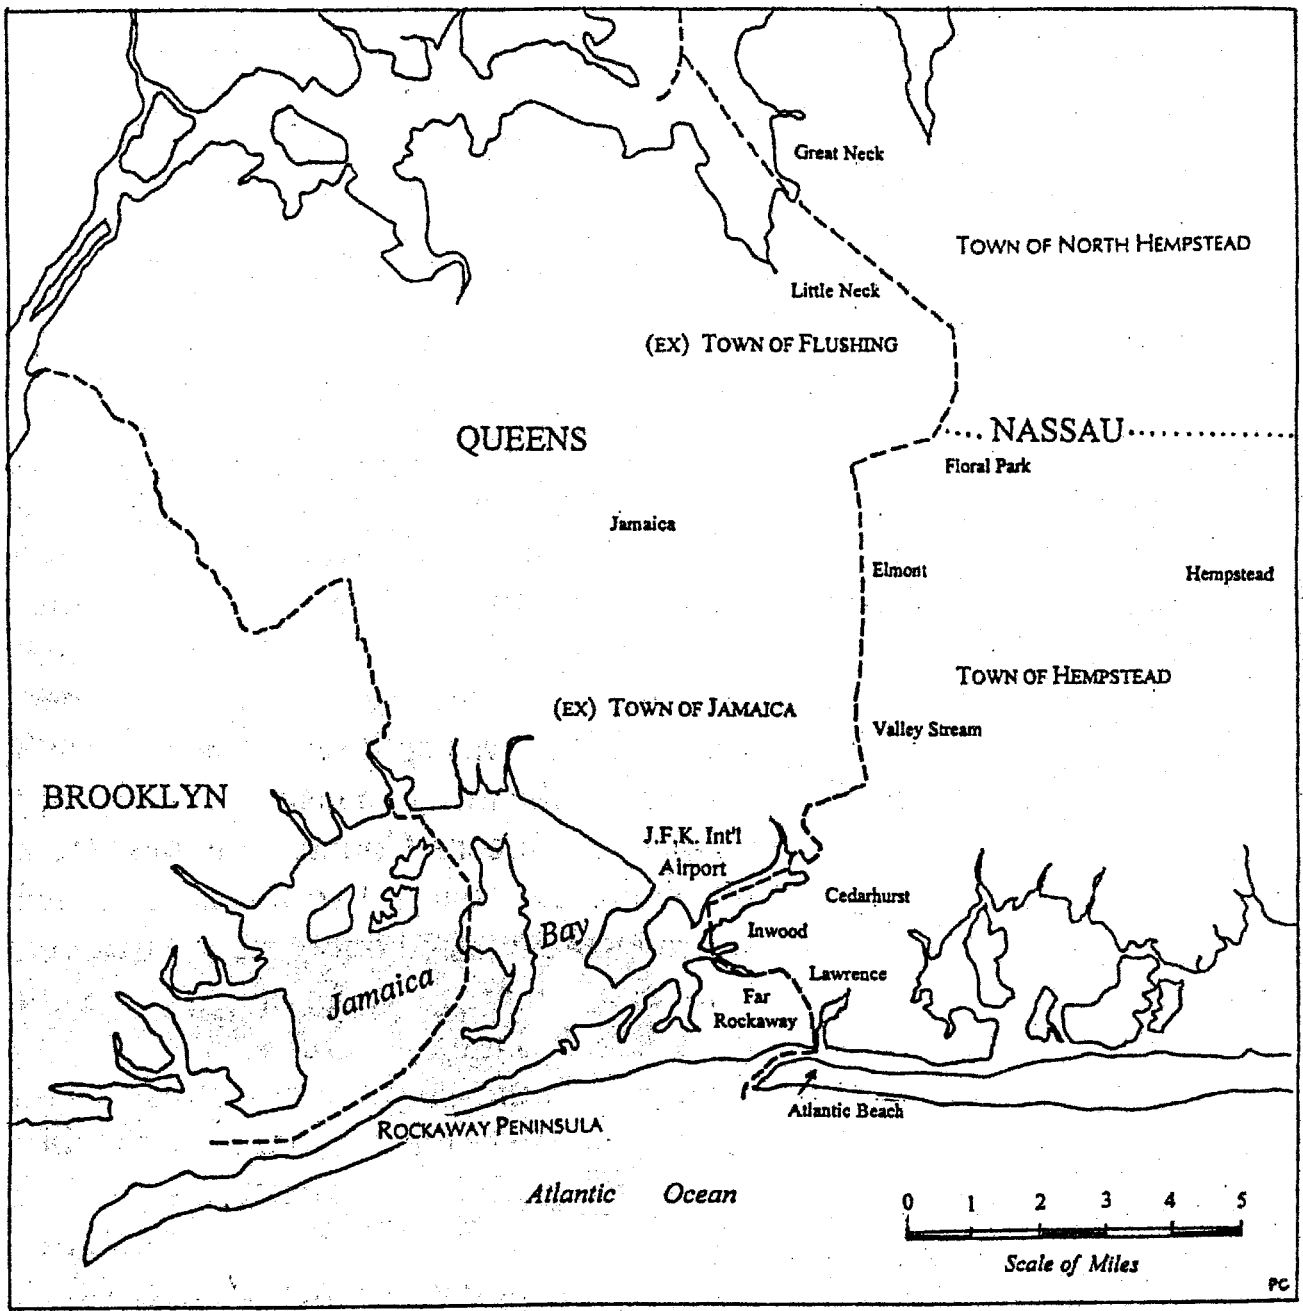 Great Neck
TOWN OF NORTH HEMPSTEAD
Little Neck
(EX) TOWN OF FLUSHING
QUEENS
NASSAU
Floral Park
Jamaica
Elmont
Hempstead
TOWN OF HEMPSTEAD
(EX) TOWN OF JAMAICA
Valley Stream
BROOKLYN
J.F.K. Int'l
Airport
Cedarhurst
Bay
Inwood
Jamaica
Lawrence
Far
Rockaway
Atlantic Beach
ROCKAWAY PENINSULA
Atlantic Ocean
0 1 2 3 4 5
Scale of Miles
PC